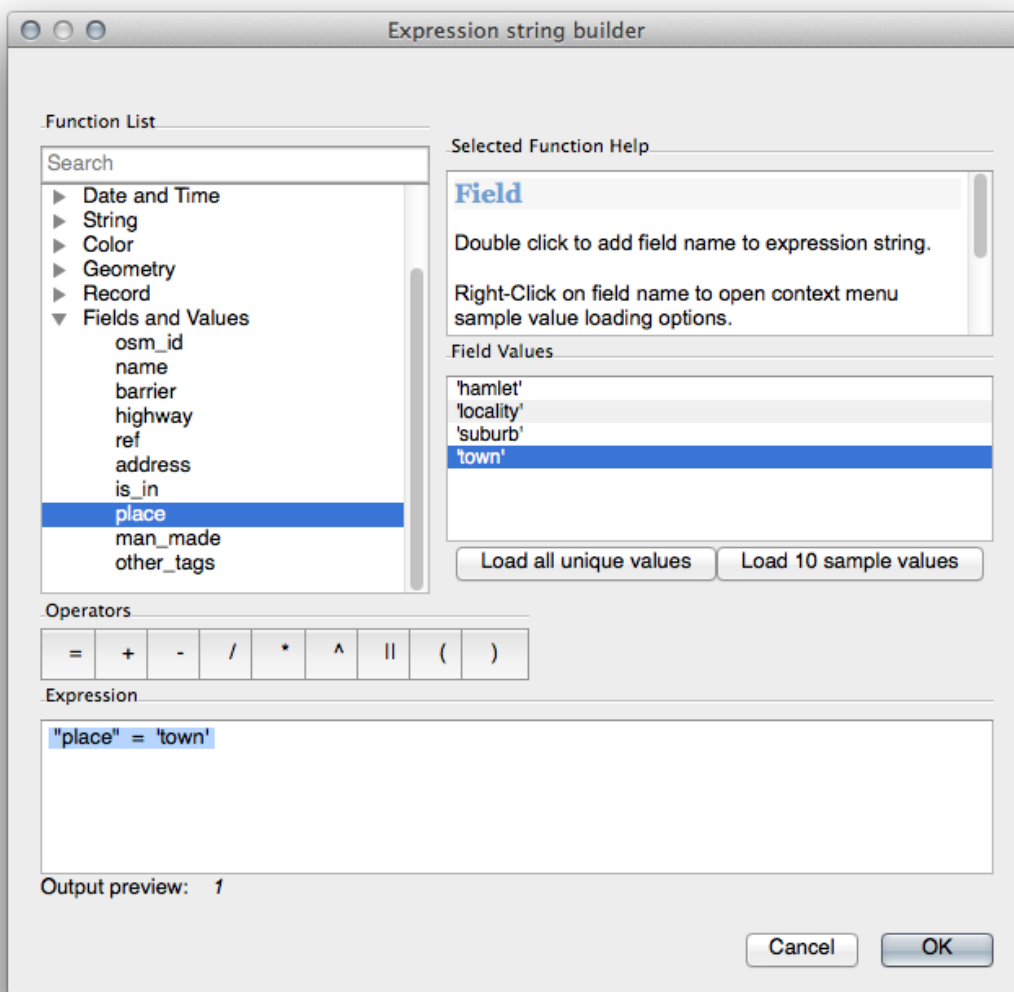 Expression string builder
Function List
Search
Date and Time
String
Color
Geometry
Record
Fields and Values
osm_id
name
barrier
highway
ref
address
is_in
place
man_made
other_tags
Selected Function Help
Field
Double click to add field name to expression string.
Right-Click on field name to open context menu
sample value loading options.
Field Values
'hamlet'
'locality'
'suburb'
'town'
Load all unique values Load 10 sample values
Operators
= + - / * ^ || ( )
Expression
"place" = 'town'
Output preview: 1
Cancel OK